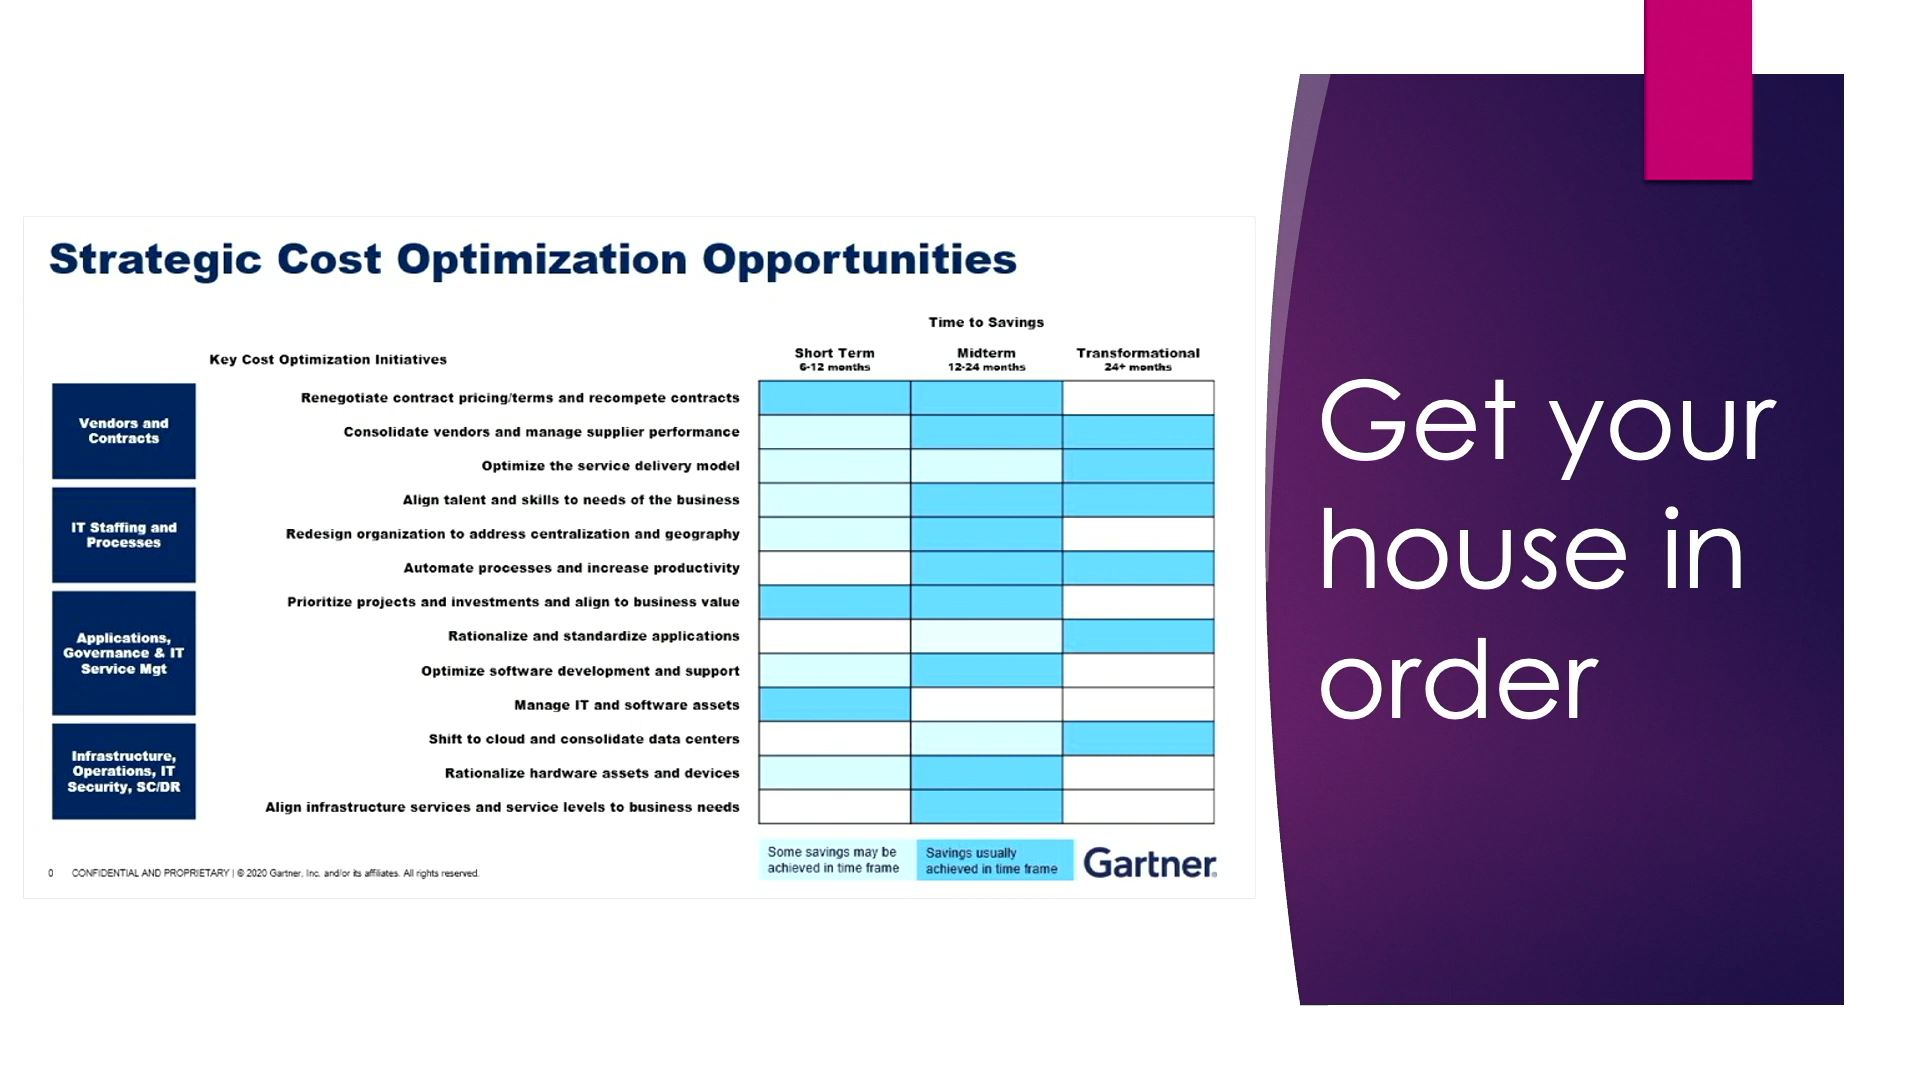 Strategic Cost Optimization Opportunities
Time to Savings
Key Cost Optimization Initiatives
Short Term
6-12 months
Midterm
12-24 months
Transformational
24+ months
Vendors and
Contracts
Renegotiate contract pricing/terms and recompete contracts
Consolidate vendors and manage supplier performance
Optimize the service delivery model
IT Staffing and
Processes
Align talent and skills to needs of the business
Redesign organization to address centralization and geography
Automate processes and increase productivity
Applications,
Governance & IT
Service Mgt
Prioritize projects and investments and align to business value
Rationalize and standardize applications
Optimize software development and support
Manage IT and software assets
Infrastructure,
Operations, IT
Security, SC/DR
Shift to cloud and consolidate data centers
Rationalize hardware assets and devices
Align infrastructure services and service levels to business needs
Some savings may be
achieved in time frame
Savings usually
achieved in time frame
Gartner®
0 CONFIDENTIAL AND PROPRIETARY | © 2020 Gartner, Inc. and/or its affiliates. All rights reserved.
Get your
house in
order